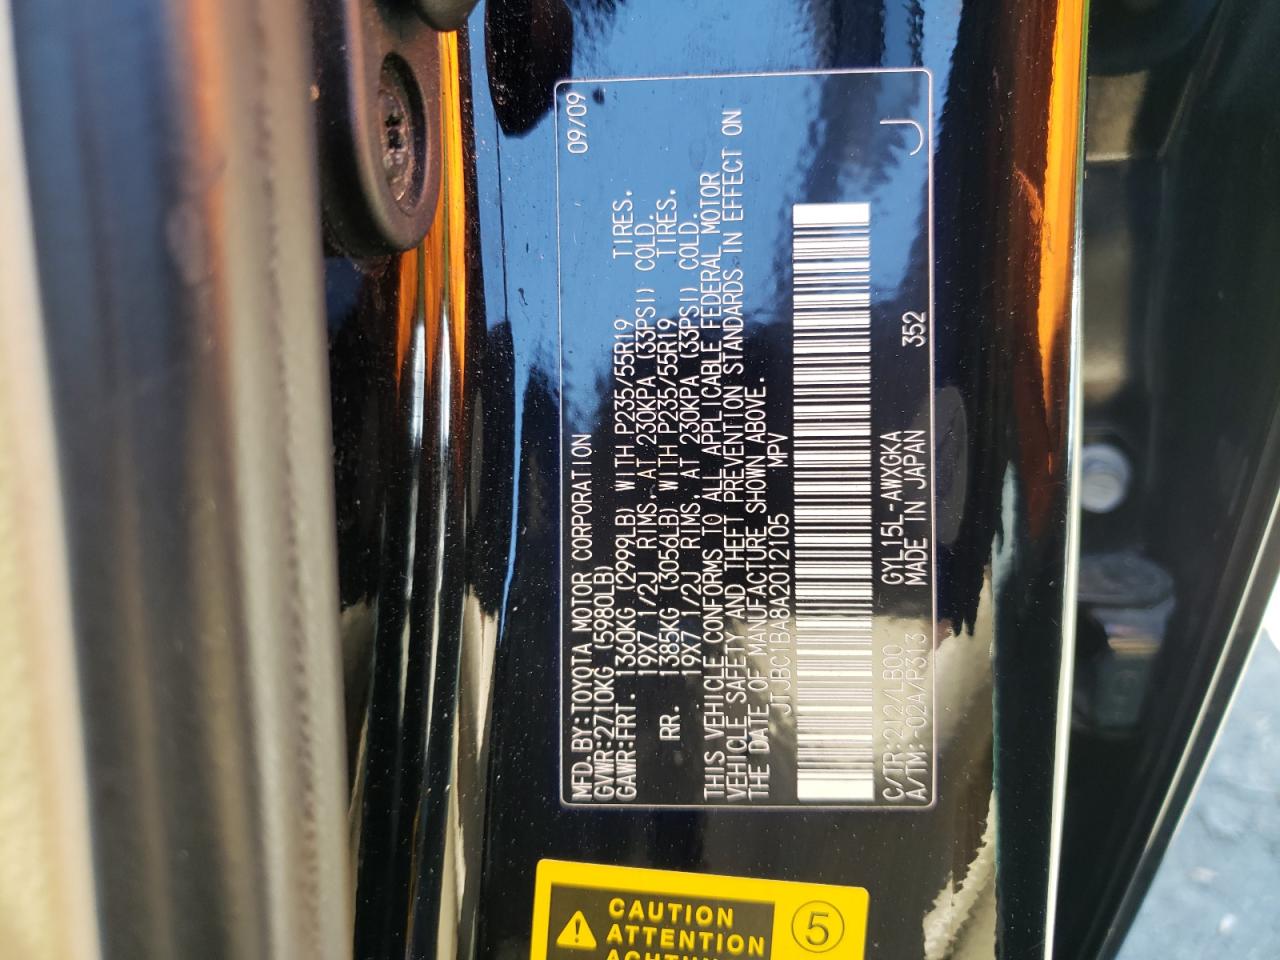 MFD.BY:TOYOTA MOTOR CORPORATION 09/09
GVWR:2710KG (5980LB)
GAWR:FRT. 1360KG (2999LB) WITH P235/55R19 TIRES.
19X7 1/2J RIMS. AT 230KPA (33PSI) COLD.
RR. 1385KG (3056LB) WITH P235/55R19 TIRES.
19X7 1/2J RIMS. AT 230KPA (33PSI) COLD.
THIS VEHICLE CONFORMS TO ALL APPLICABLE FEDERAL MOTOR
VEHICLE SAFETY AND THEFT PREVENTION STANDARDS IN EFFECT ON
THE DATE OF MANUFACTURE SHOWN ABOVE.
JTJBC1BA8A2012105 MPV
C/TR:212/LB00 GYL15L-AWXGKA
A/TM:-02A/P313 MADE IN JAPAN 352 J
CAUTION
ATTENTION
ACHTUNG
5